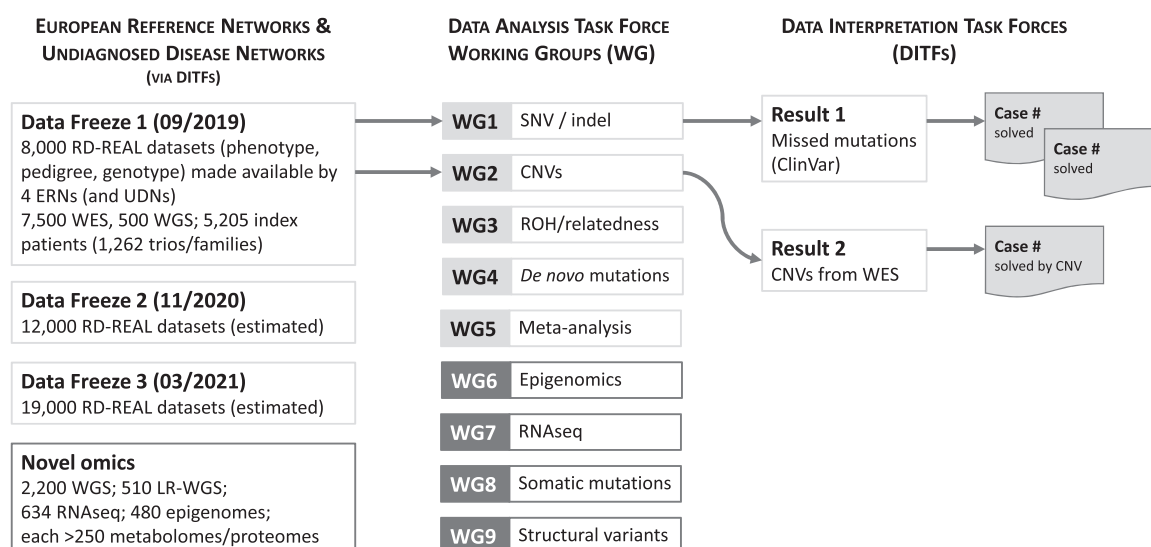 EUROPEAN REFERENCE NETWORKS &
UNDIAGNOSED DISEASE NETWORKS
(VIA DITFS)
Data Freeze 1 (09/2019)
8,000 RD-REAL datasets (phenotype,
pedigree, genotype) made available by
4 ERNs (and UDNs)
7,500 WES, 500 WGS; 5,205 index
patients (1,262 trios/families)
Data Freeze 2 (11/2020)
12,000 RD-REAL datasets (estimated)
Data Freeze 3 (03/2021)
19,000 RD-REAL datasets (estimated)
Novel omics
2,200 WGS; 510 LR-WGS;
634 RNAseq; 480 epigenomes;
each >250 metabolomes/proteomes
DATA ANALYSIS TASK FORCE
WORKING GROUPS (WG)
WG1 SNV / indel
WG2 CNVs
WG3 ROH/relatedness
WG4 De novo mutations
WG5 Meta-analysis
WG6 Epigenomics
WG7 RNAseq
WG8 Somatic mutations
WG9 Structural variants
DATA INTERPRETATION TASK FORCES
(DITFS)
Result 1
Missed mutations
(ClinVar)
Case #
solved
Case #
solved
Result 2
CNVs from WES
Case #
solved by CNV